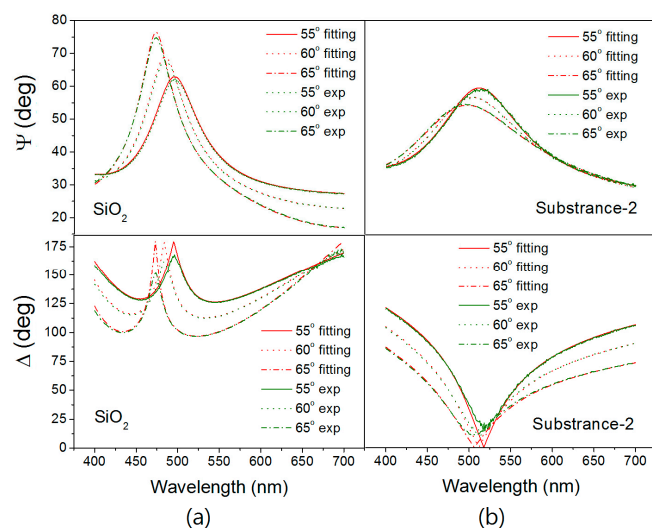 80
70
60
50
40
30
20
Ψ (deg)
55° fitting
60° fitting
65° fitting
55° exp
60° exp
65° exp
SiO₂
55° fitting
60° fitting
65° fitting
55° exp
60° exp
65° exp
Substrance-2
175
150
125
100
75
50
25
0
Δ (deg)
55° fitting
60° fitting
65° fitting
55° exp
60° exp
65° exp
SiO₂
400 450 500 550 600 650 700
Wavelength (nm)
(a)
55° fitting
60° fitting
65° fitting
55° exp
60° exp
65° exp
Substrance-2
400 450 500 550 600 650 700
Wavelength (nm)
(b)